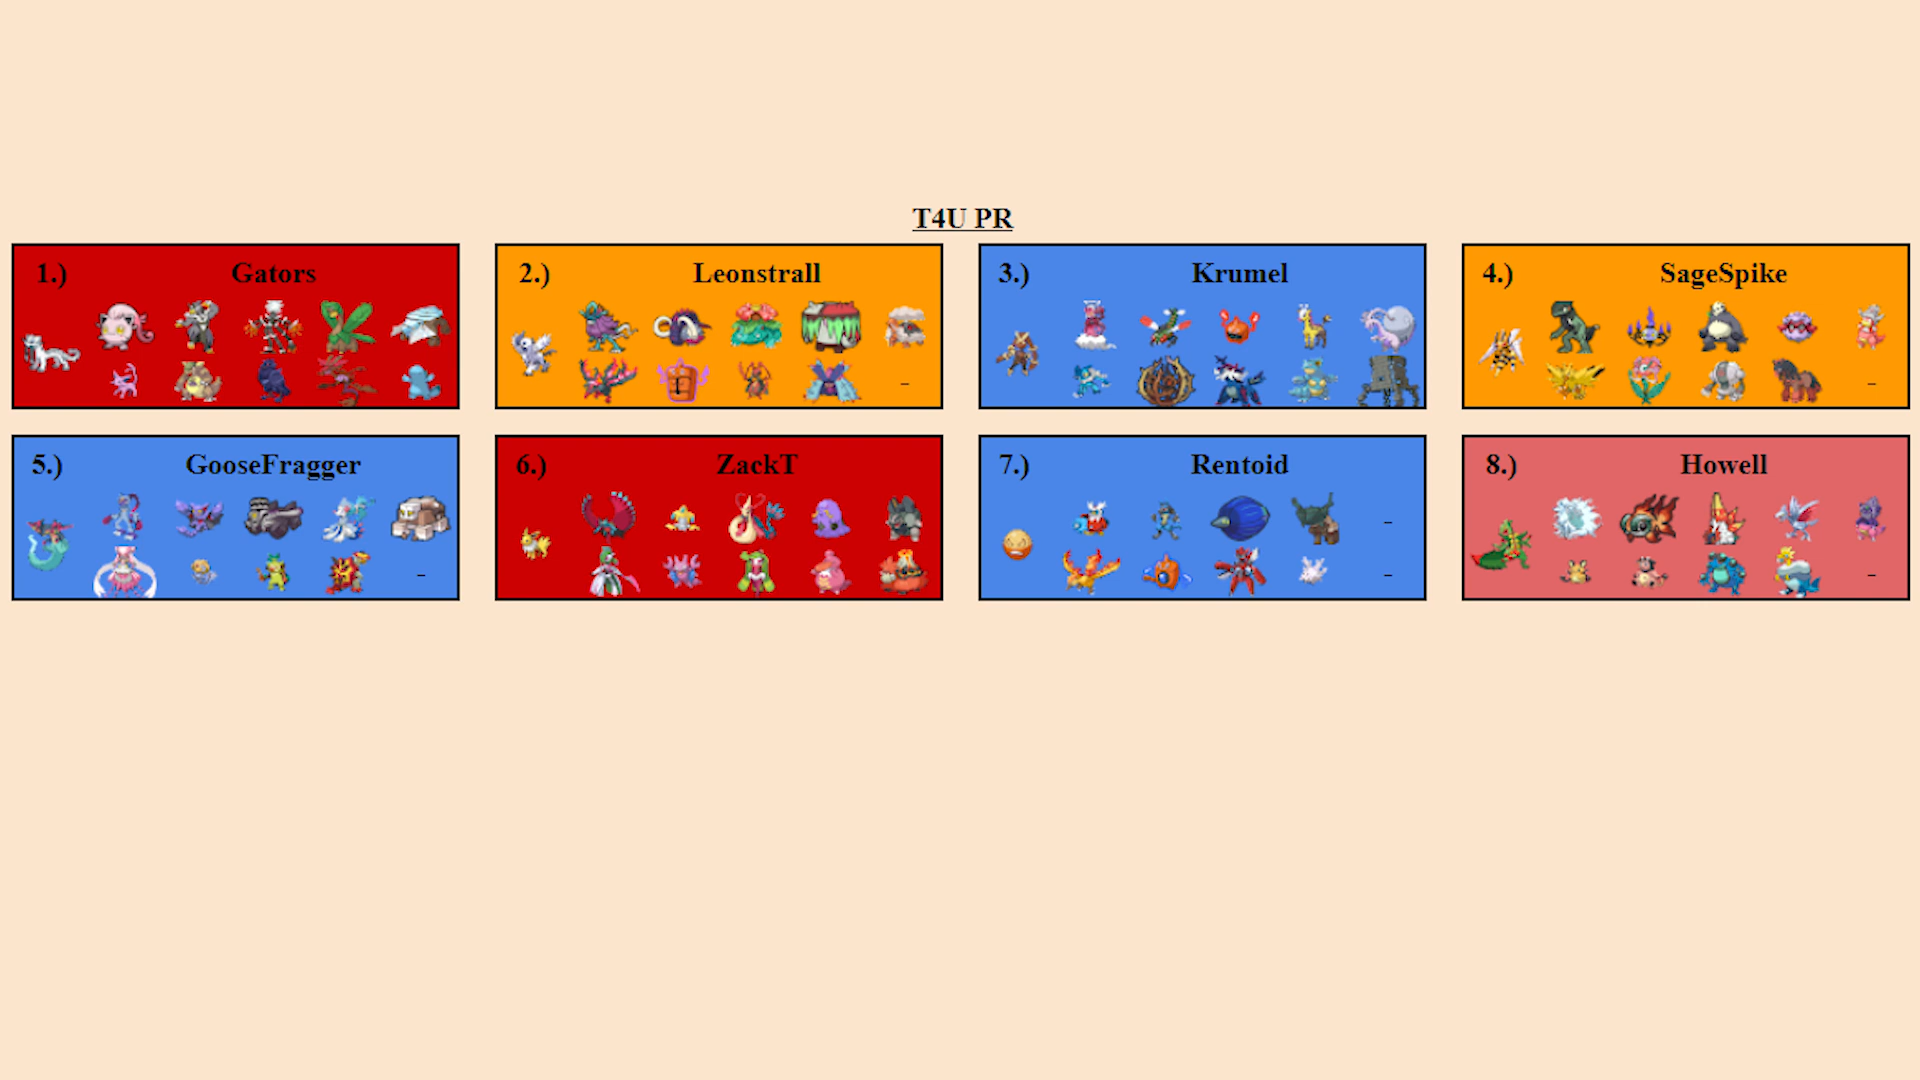 T4U PR
1.) Gators
2.) Leonstrall
-
3.) Krumel
4.) SageSpike
-
5.) GooseFragger
-
6.) ZackT
7.) Rentoid
-
-
8.) Howell
-